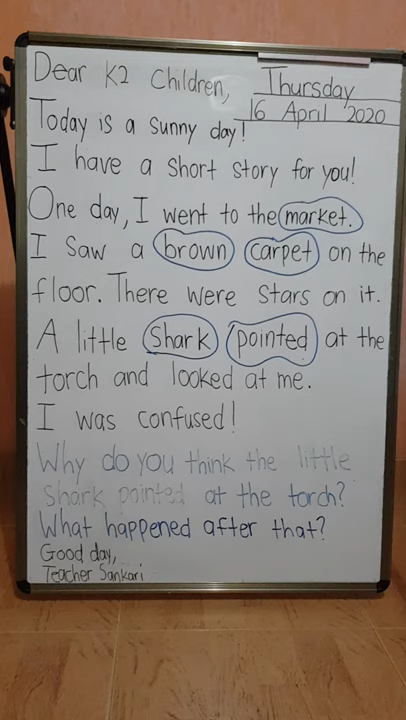 Dear K2 Children,
Thursday
16 April 2020
Today is a sunny day!
I have a short story for you!
One day, I went to the market.
I saw a brown carpet on the
floor. There were stars on it.
A little shark pointed at the
torch and looked at me.
I was confused!
Why do you think the little
shark pointed at the torch?
What happened after that?
Good day,
Teacher Sankari